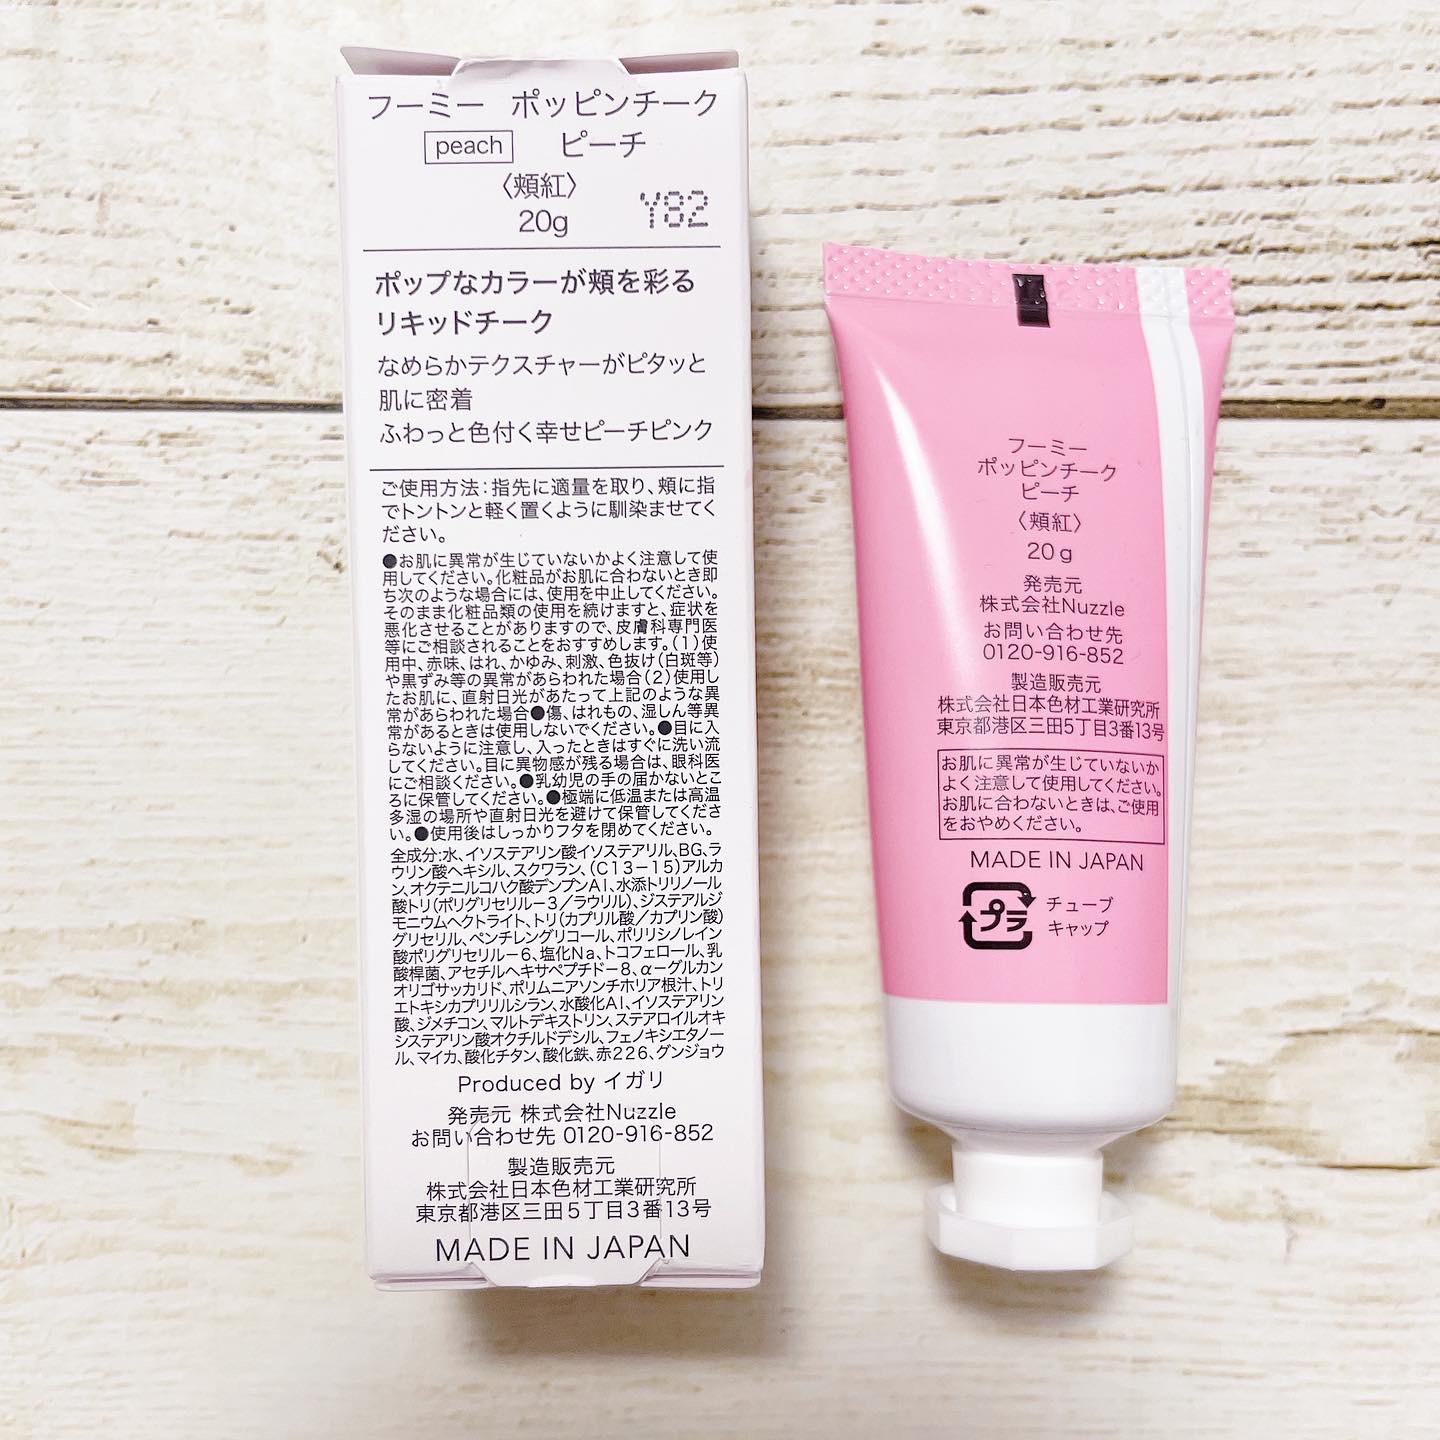 フーミー ポッピンチーク
peach ピーチ
〈頬紅〉
20g
Y82
ポップなカラーが頬を彩る
リキッドチーク
なめらかテクスチャーがピタッと
肌に密着
ふわっと色付く幸せピーチピンク
ご使用方法:指先に適量を取り、頬に指
でトントンと軽く置くように馴染ませてく
ださい。
●お肌に異常が生じていないかよく注意して使
用してください。化粧品がお肌に合わないとき即
ち次のような場合には、使用を中止してください。
そのまま化粧品類の使用を続けますと、症状を
悪化させることがありますので、皮膚科専門医
等にご相談されることをおすすめします。(1)使
用中、赤味、はれ、かゆみ、刺激、色抜け(白斑等)
や黒ずみ等の異常があらわれた場合(2)使用し
たお肌に、直射日光があたって上記のような異
常があらわれた場合●傷、はれもの、湿しん等異
常があるときは使用しないでください。●目に入
らないように注意し、入ったときはすぐに洗い流
してください。目に異物感が残る場合は、眼科医
にご相談ください。●乳幼児の手の届かないとこ
ろに保管してください。●極端に低温または高温
多湿の場所や直射日光を避けて保管してくださ
い。●使用後はしっかりフタを閉めてください。
全成分:水、イソステアリン酸イソステアリル、BG、ラ
ウリン酸ヘキシル、スクワラン、(C13-15)アルカ
ン、オクテニルコハク酸デンプンAl、水添トリリノール
酸トリ(ポリグリセリル-3/ラウリル)、ジステアルジ
モニウムヘクトライト、トリ(カプリル酸/カプリン酸)
グリセリル、ペンチレングリコール、ポリリシノレイン
酸ポリグリセリル-6、塩化Na、トコフェロール、乳
酸桿菌、アセチルヘキサペプチド-8、α-グルカン
オリゴサッカリド、ポリムニアソンチホリア根汁、トリ
エトキシカプリリルシラン、水酸化Al、イソステアリン
酸、ジメチコン、マルトデキストリン、ステアロイルオキ
システアリン酸オクチルドデシル、フェノキシエタノー
ル、マイカ、酸化チタン、酸化鉄、赤226、グンジョウ
Produced by イガリ
発売元 株式会社Nuzzle
お問い合わせ先 0120-916-852
製造販売元
株式会社日本色材工業研究所
東京都港区三田5丁目3番13号
MADE IN JAPAN
フーミー
ポッピンチーク
ピーチ
〈頬紅〉
20g
発売元
株式会社Nuzzle
お問い合わせ先
0120-916-852
製造販売元
株式会社日本色材工業研究所
東京都港区三田5丁目3番13号
お肌に異常が生じていないか
よく注意して使用してください。
お肌に合わないときは、ご使用
をおやめください。
MADE IN JAPAN
プラ
チューブ
キャップ